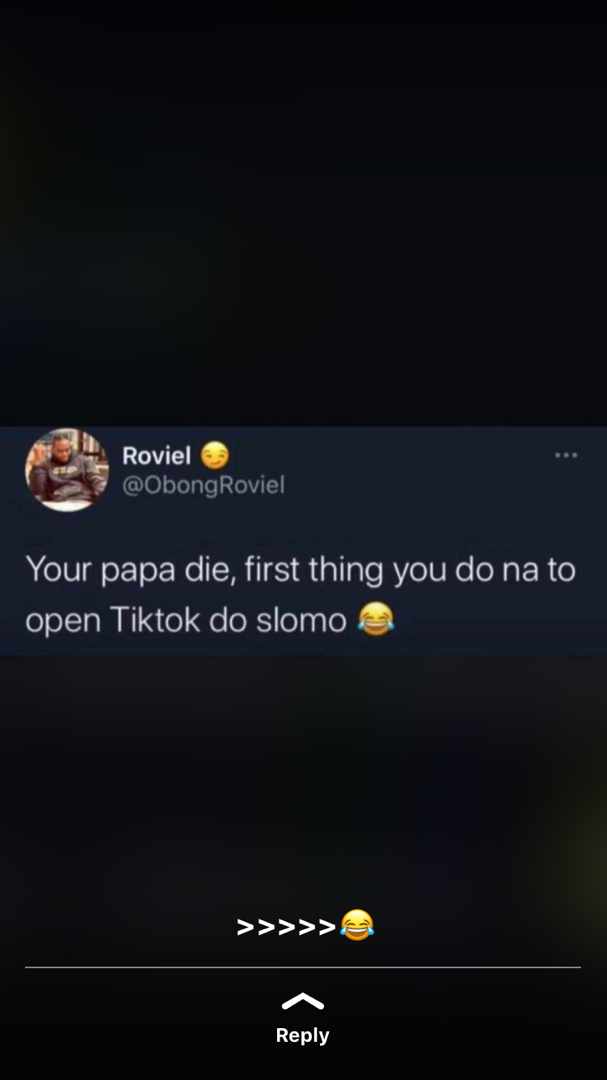 Roviel 😏
@ObongRoviel
Your papa die, first thing you do na to
open Tiktok do slomo 😂
>>>>>😂
Reply